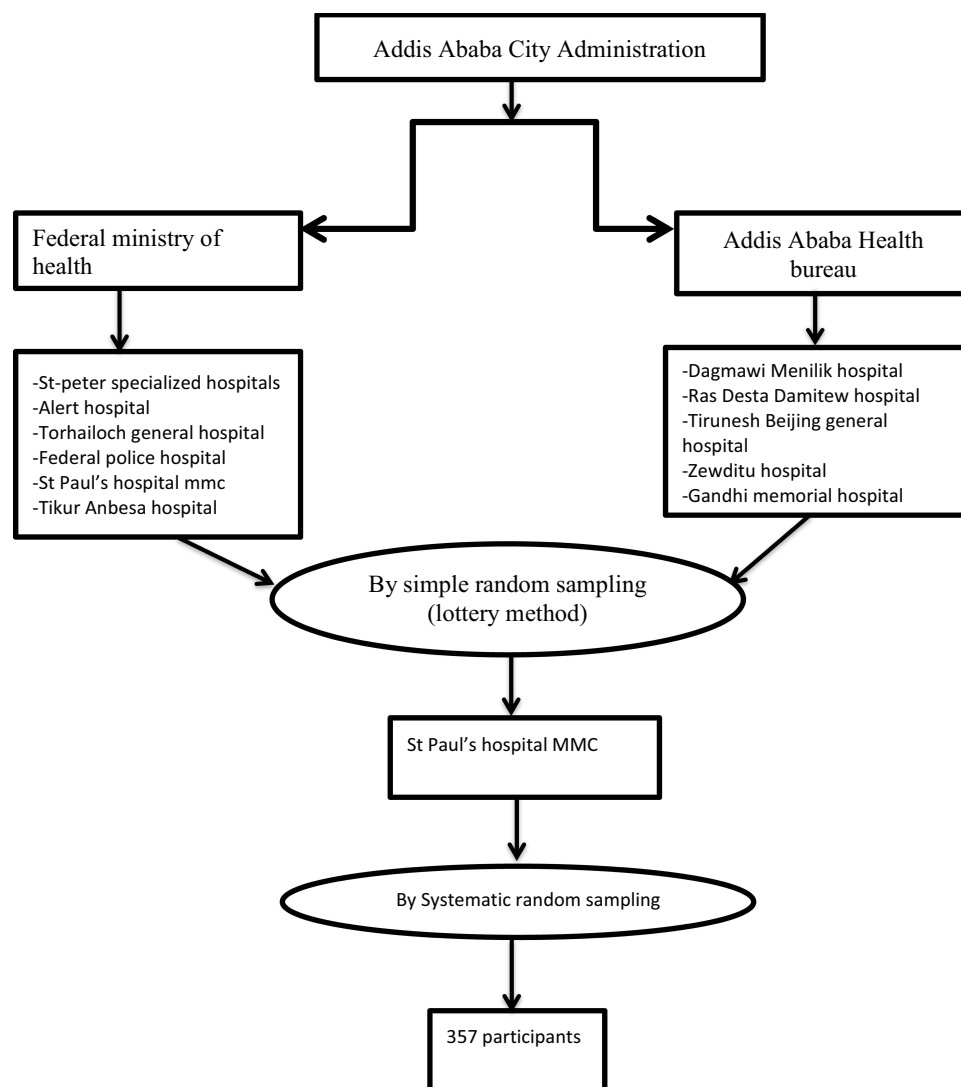 Addis Ababa City Administration
Federal ministry of
health
Addis Ababa Health
bureau
-St-peter specialized hospitals
-Alert hospital
-Torhailoch general hospital
-Federal police hospital
-St Paul’s hospital mmc
-Tikur Anbesa hospital
-Dagmawi Menilik hospital
-Ras Desta Damitew hospital
-Tirunesh Beijing general
hospital
-Zewditu hospital
-Gandhi memorial hospital
By simple random sampling
(lottery method)
St Paul’s hospital MMC
By Systematic random sampling
357 participants